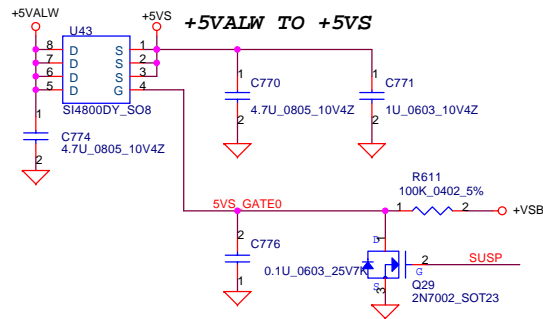 +5VALW
+5VS
+5VALW TO +5VS
U43
8 D S 1
7 D S 2
6 D S 3
5 D G 4
SI4800DY_SO8
1
C774
4.7U_0805_10V4Z
2
1
C770
4.7U_0805_10V4Z
2
1
C771
1U_0603_10V4Z
2
R611
100K_0402_5%
5VS_GATE0
1 2
+VSB
2
C776
0.1U_0603_25V7K
1
D 1
2 SUSP
G
S 3
Q29
2N7002_SOT23